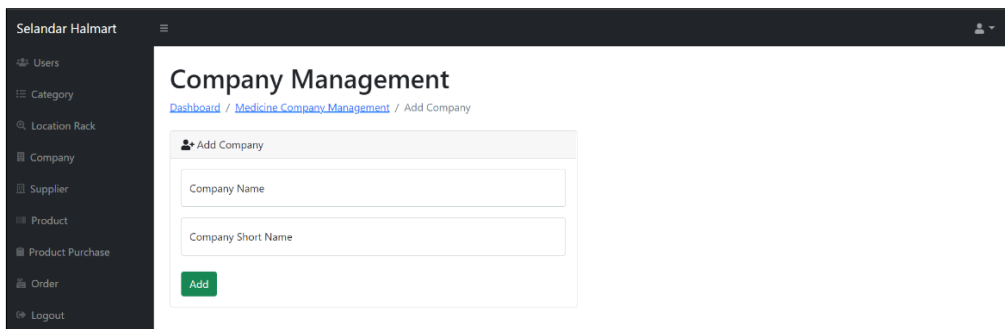 Selandar Halmart
Users
Category
Location Rack
Company
Supplier
Product
Product Purchase
Order
Logout
Company Management
Dashboard / Medicine Company Management / Add Company
Add Company
Company Name
Company Short Name
Add